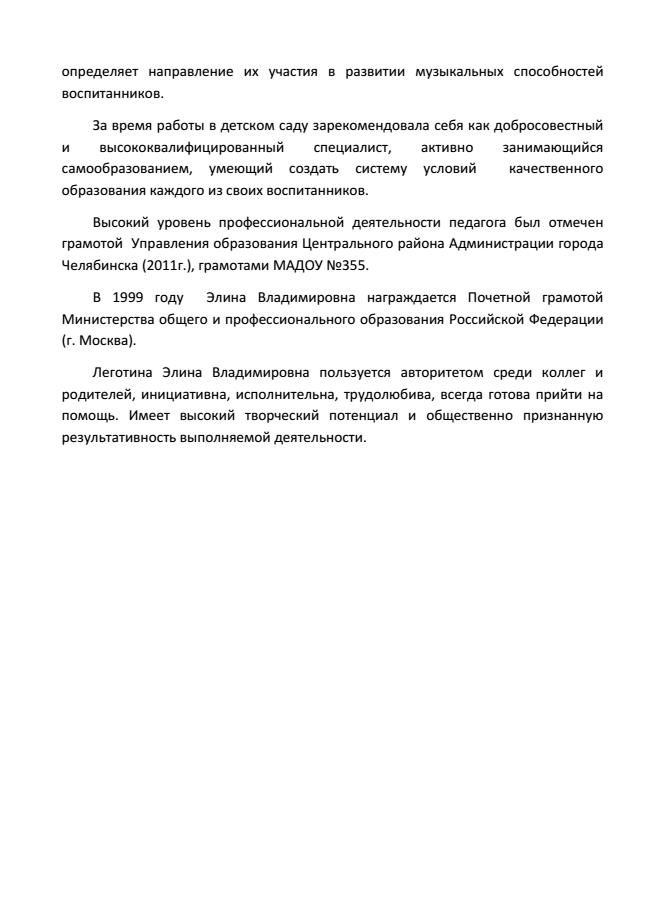 определяет направление их участия в развитии музыкальных способностей
воспитанников.
За время работы в детском саду зарекомендовала себя как добросовестный
и высококвалифицированный специалист, активно занимающийся
самообразованием, умеющий создать систему условий качественного
образования каждого из своих воспитанников.
Высокий уровень профессиональной деятельности педагога был отмечен
грамотой Управления образования Центрального района Администрации города
Челябинска (2011г.), грамотами МАДОУ №355.
В 1999 году Элина Владимировна награждается Почетной грамотой
Министерства общего и профессионального образования Российской Федерации
(г. Москва).
Леготина Элина Владимировна пользуется авторитетом среди коллег и
родителей, инициативна, исполнительна, трудолюбива, всегда готова прийти на
помощь. Имеет высокий творческий потенциал и общественно признанную
результативность выполняемой деятельности.